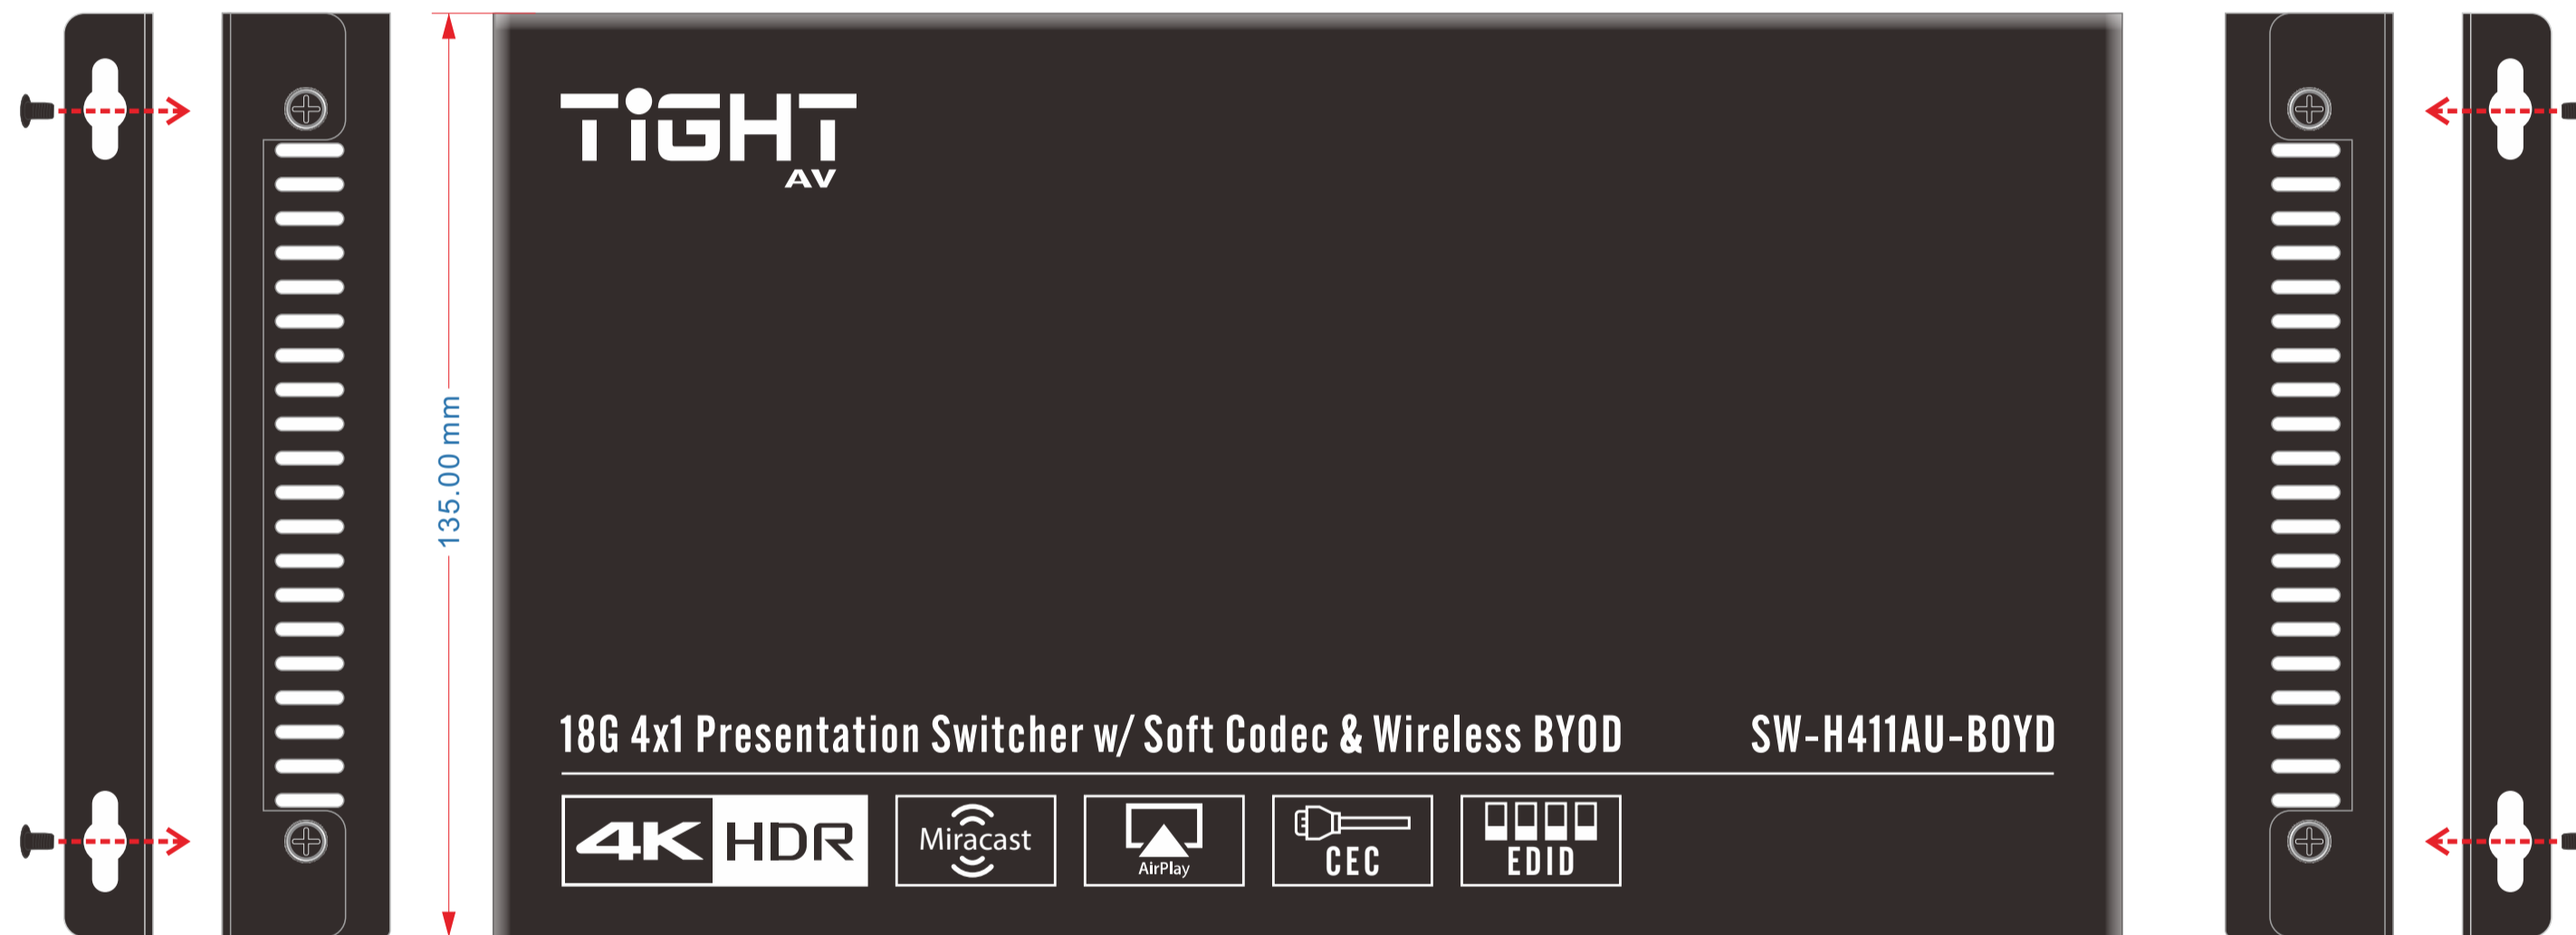 TiGHT
AV
135.00 mm
18G 4x1 Presentation Switcher w/ Soft Codec & Wireless BYOD
SW-H411AU-BOYD
4K HDR
Miracast
AirPlay
CEC
EDID